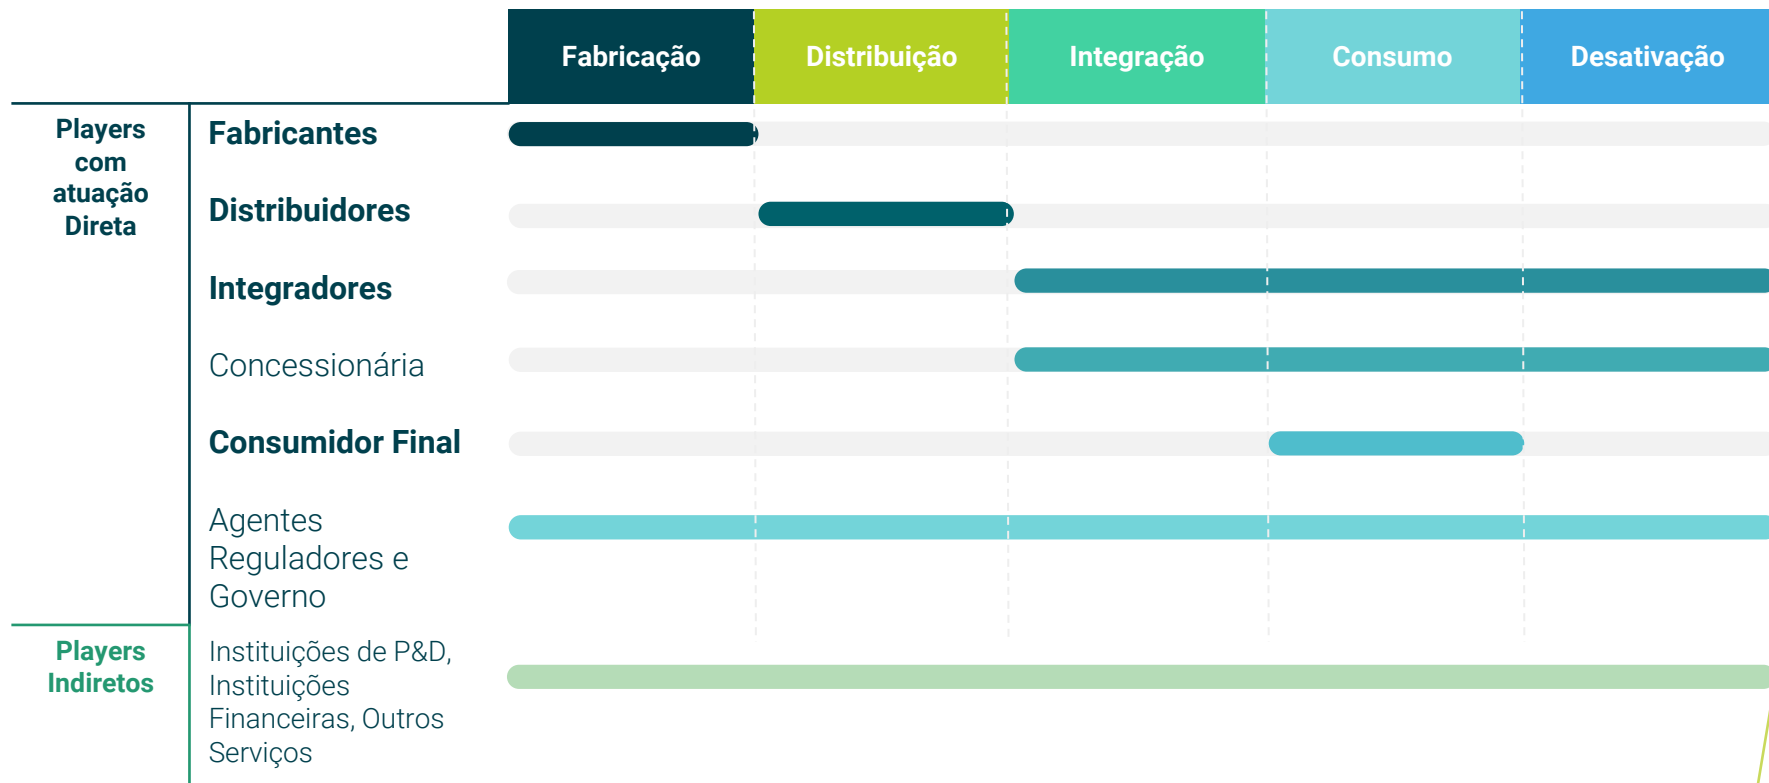 Fabricação
Distribuição
Integração
Consumo
Desativação
Players
com
atuação
Direta
Fabricantes
Distribuidores
Integradores
Concessionária
Consumidor Final
Agentes
Reguladores e
Governo
Players
Indiretos
Instituições de P&D,
Instituições
Financeiras, Outros
Serviços